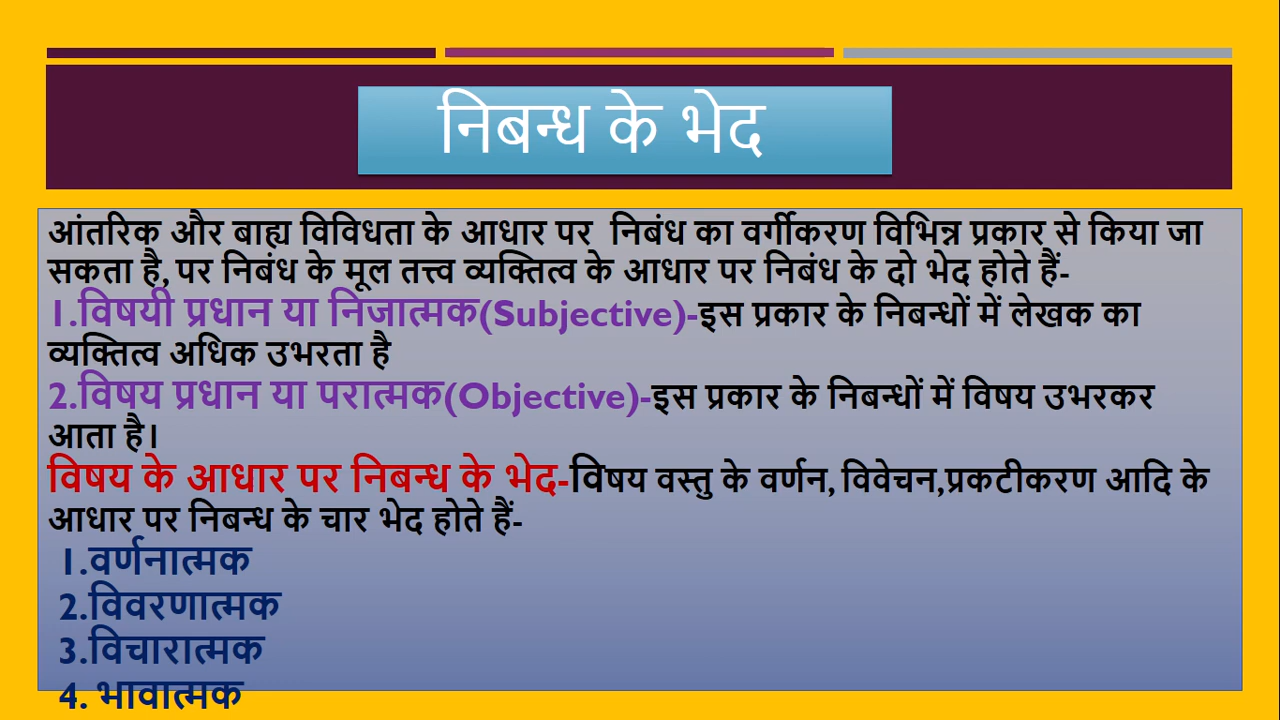 निबन्ध के भेद
आंतरिक और बाह्य विविधता के आधार पर निबंध का वर्गीकरण विभिन्न प्रकार से किया जा
सकता है, पर निबंध के मूल तत्त्व व्यक्तित्व के आधार पर निबंध के दो भेद होते हैं-
1.विषयी प्रधान या निजात्मक(Subjective)-इस प्रकार के निबन्धों में लेखक का
व्यक्तित्व अधिक उभरता है
2.विषय प्रधान या परात्मक(Objective)-इस प्रकार के निबन्धों में विषय उभरकर
आता है।
विषय के आधार पर निबन्ध के भेद-विषय वस्तु के वर्णन, विवेचन,प्रकटीकरण आदि के
आधार पर निबन्ध के चार भेद होते हैं-
1.वर्णनात्मक
2.विवरणात्मक
3.विचारात्मक
4. भावात्मक